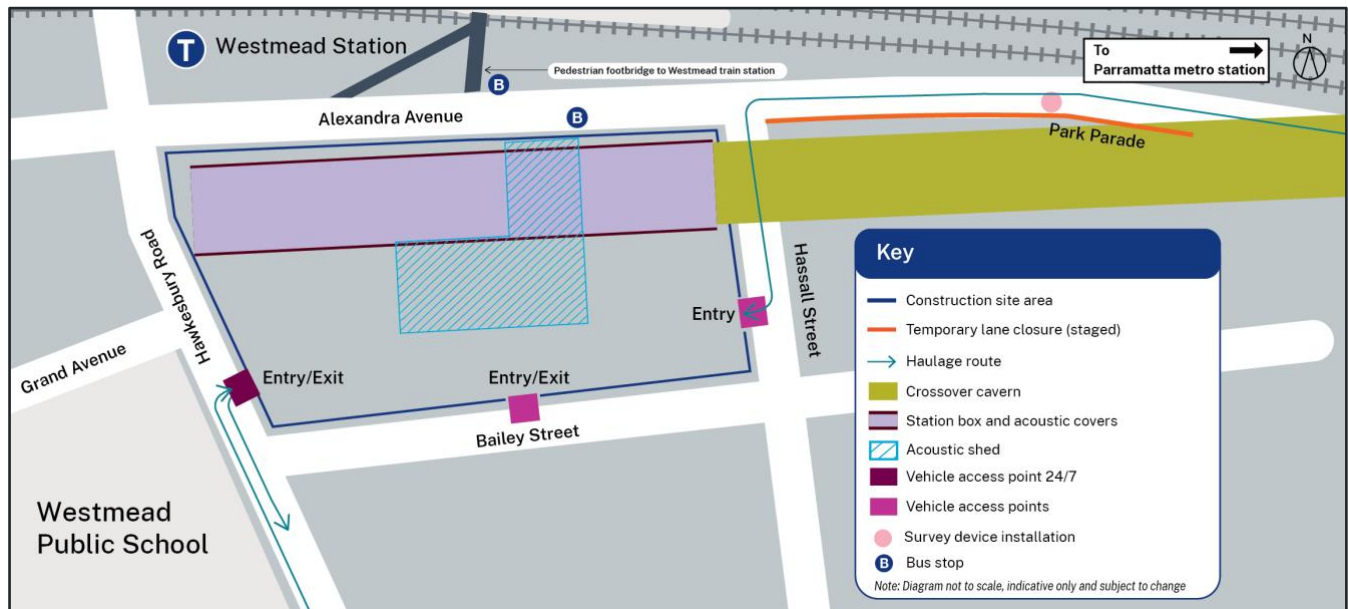 T Westmead Station
Pedestrian footbridge to Westmead train station
B
To
Parramatta metro station
N
Alexandra Avenue
B
Park Parade
Hawkesbury Road
Hassall Street
Entry
Grand Avenue
Entry/Exit
Entry/Exit
Bailey Street
Westmead
Public School
Key
Construction site area
Temporary lane closure (staged)
Haulage route
Crossover cavern
Station box and acoustic covers
Acoustic shed
Vehicle access point 24/7
Vehicle access points
Survey device installation
B Bus stop
Note: Diagram not to scale, indicative only and subject to change